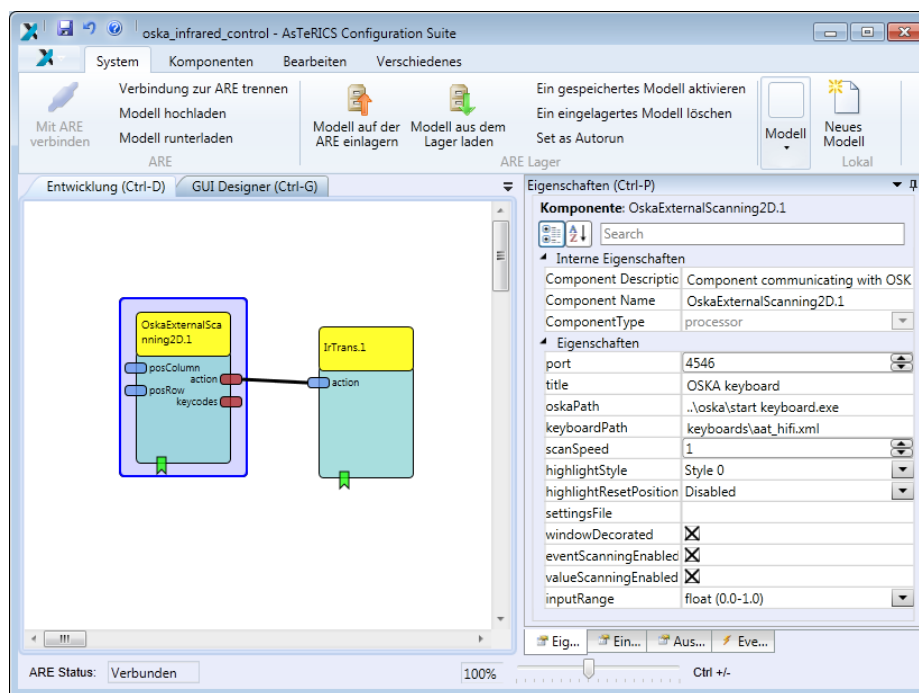 oska_infrared_control - AsTeRICS Configuration Suite
System Komponenten Bearbeiten Verschiedenes
Mit ARE
verbinden
Verbindung zur ARE trennen
Modell hochladen
Modell runterladen
ARE
Modell auf der
ARE einlagern
Modell aus dem
Lager laden
Ein gespeichertes Modell aktivieren
Ein eingelagertes Modell löschen
Set as Autorun
ARE Lager
Modell
Neues
Modell
Lokal
Entwicklung (Ctrl-D) GUI Designer (Ctrl-G)
OskaExternalSca
nning2D.1
posColumn
action
posRow
keycodes
IrTrans.1
action
Eigenschaften (Ctrl-P)
Komponente: OskaExternalScanning2D.1
Search
Interne Eigenschaften
Component Descriptic Component communicating with OSK
Component Name OskaExternalScanning2D.1
ComponentType processor
Eigenschaften
port 4546
title OSKA keyboard
oskaPath ..\oska\start keyboard.exe
keyboardPath keyboards\aat_hifi.xml
scanSpeed 1
highlightStyle Style 0
highlightResetPosition Disabled
settingsFile
windowDecorated
eventScanningEnabled
valueScanningEnabled
inputRange float (0.0-1.0)
Eig... Ein... Aus... Eve...
ARE Status: Verbunden 100% Ctrl +/-